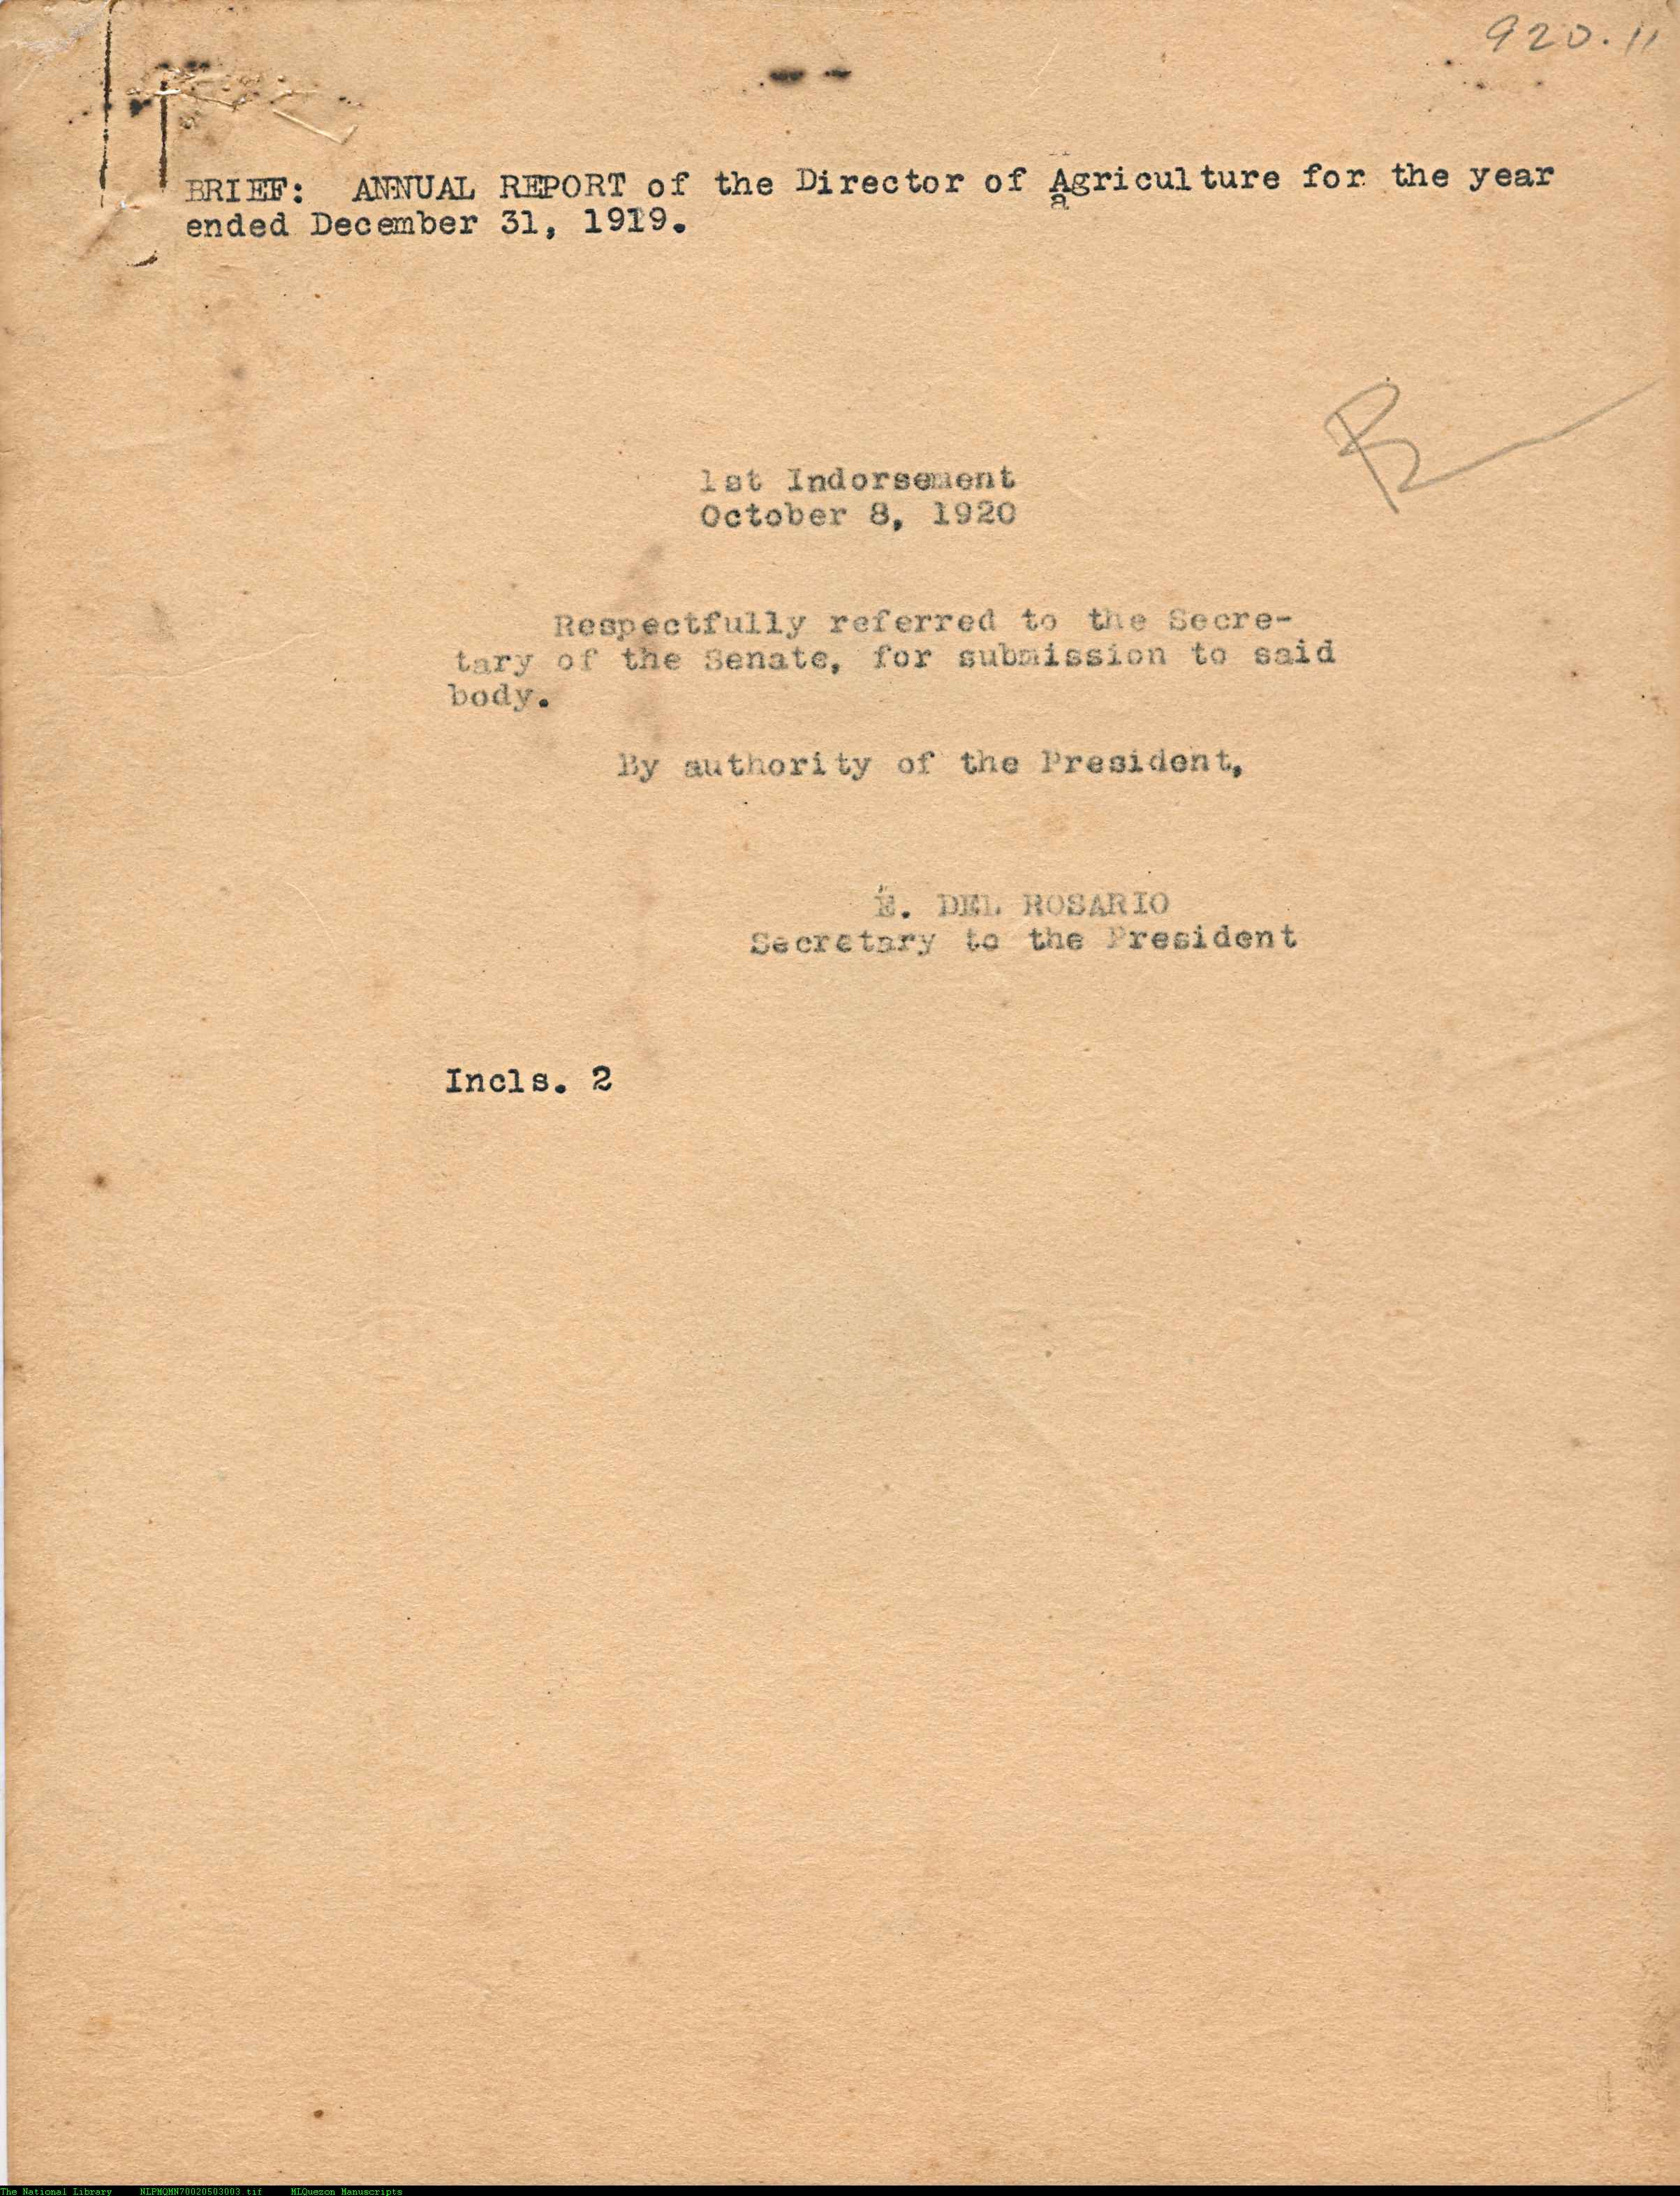 920.11
BRIEF: ANNUAL REPORT of the Director of Agriculture for the year
ended December 31, 1919.
1st Indorsement
October 8, 1920
Respectfully referred to the Secre-
tary of the Senate, for submission to said
body.
By authority of the President,
E. DEL ROSARIO
Secretary to the President
Incls. 2
The National Library NLPMQMN70020503003.tif MLQuezon Manuscripts